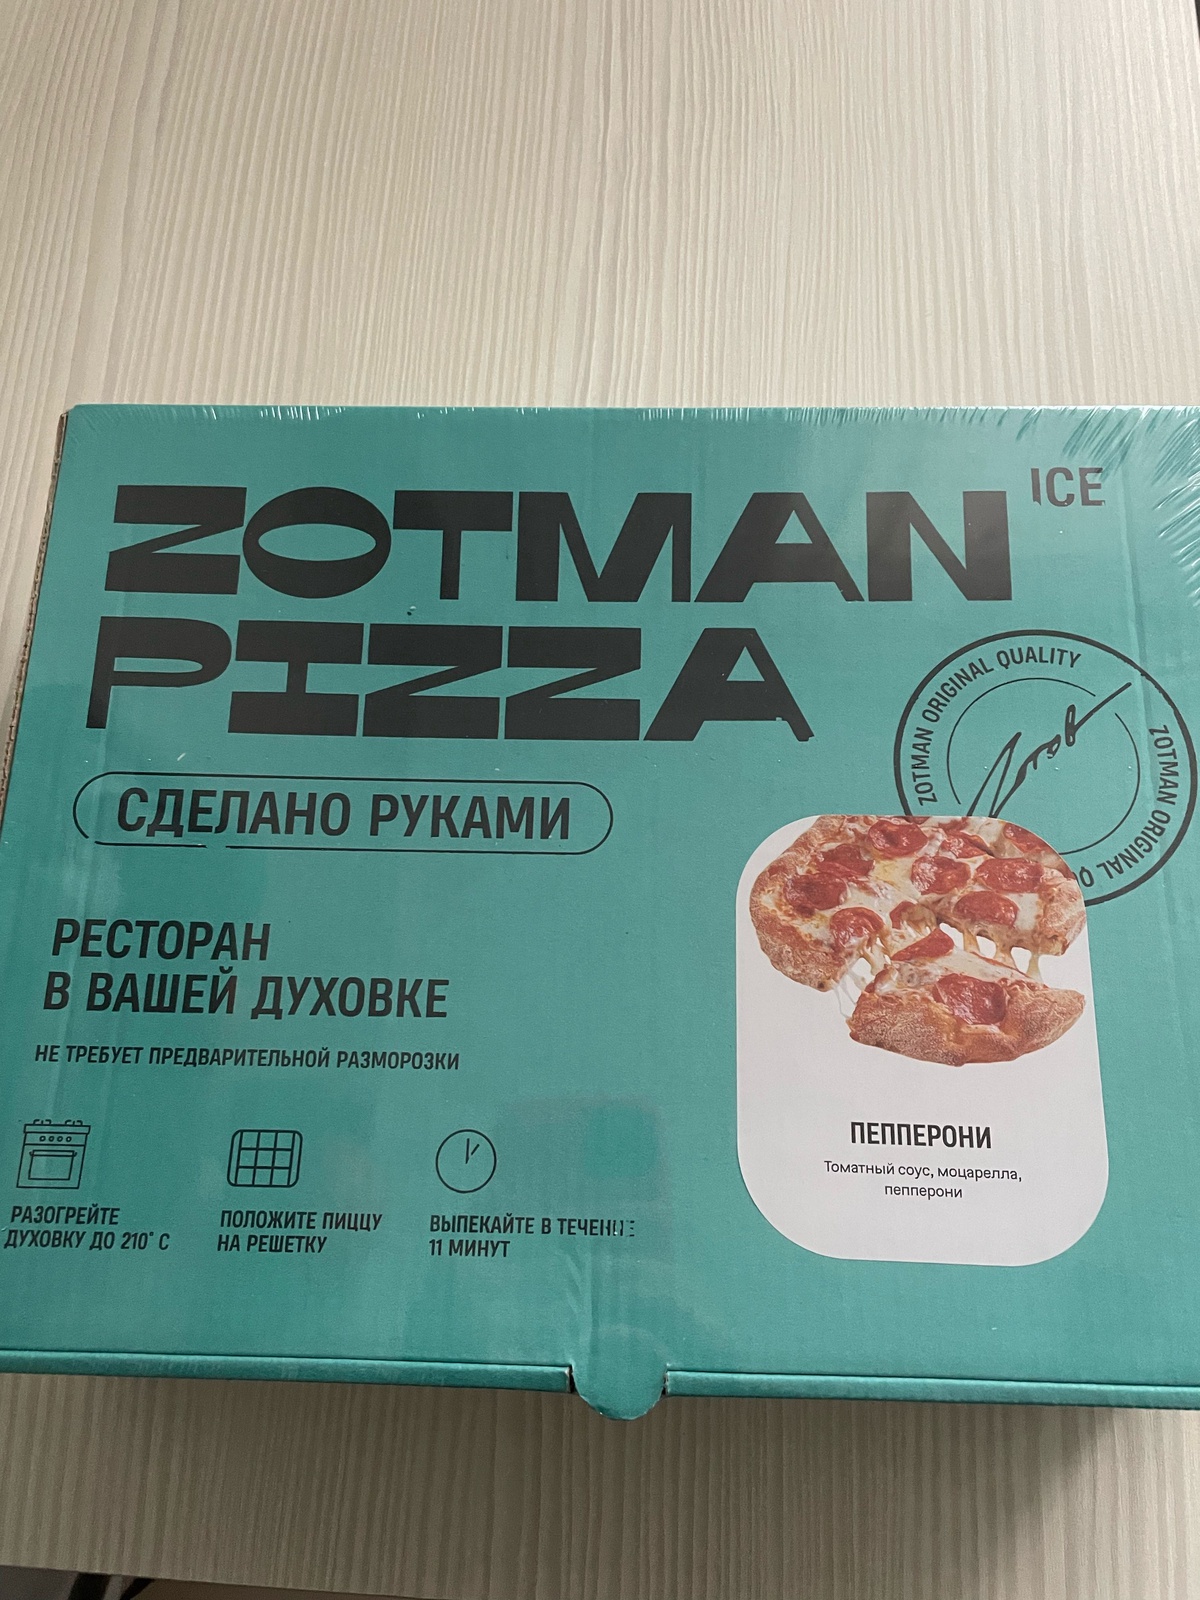 ZOTMAN ICE
PIZZA
ZOTMAN ORIGINAL QUALITY
ZOTMAN ORIGINAL
Зотов
СДЕЛАНО РУКАМИ
РЕСТОРАН
В ВАШЕЙ ДУХОВКЕ
НЕ ТРЕБУЕТ ПРЕДВАРИТЕЛЬНОЙ РАЗМОРОЗКИ
РАЗОГРЕЙТЕ
ДУХОВКУ ДО 210° С
ПОЛОЖИТЕ ПИЦЦУ
НА РЕШЕТКУ
ВЫПЕКАЙТЕ В ТЕЧЕНИЕ
11 МИНУТ
ПЕППЕРОНИ
Томатный соус, моцарелла,
пепперони